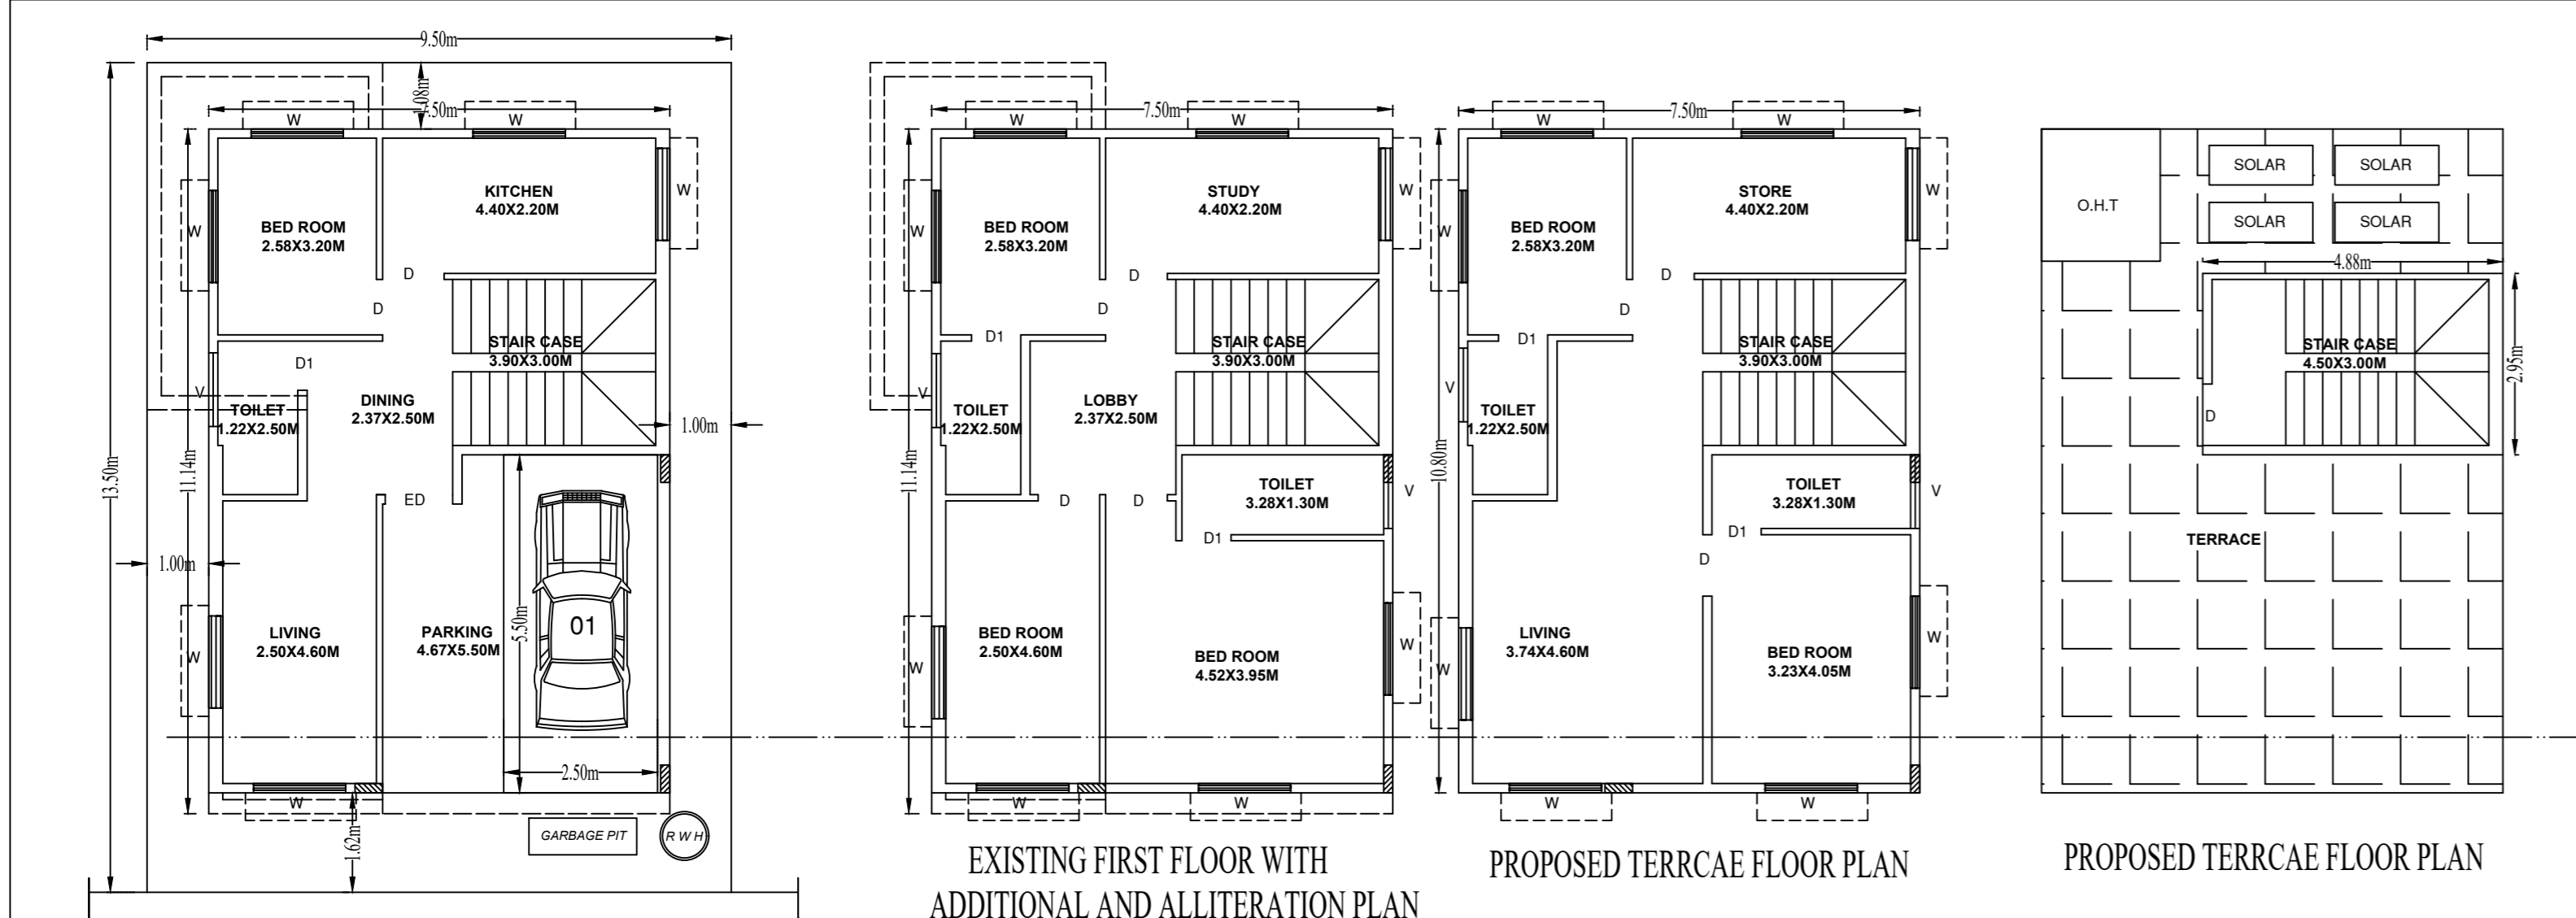 9.50m
1.08m
7.50m
W
W
KITCHEN
4.40X2.20M
W
BED ROOM
2.58X3.20M
W
D
D
STAIR CASE
3.90X3.00M
D1
V
DINING
2.37X2.50M
TOILET
1.22X2.50M
1.00m
13.50m
11.14m
ED
1.00m
5.50m
01
LIVING
2.50X4.60M
PARKING
4.67X5.50M
W
2.50m
W
1.62m
GARBAGE PIT
R W H
7.50m
W
W
STUDY
4.40X2.20M
W
BED ROOM
2.58X3.20M
W
D
D
D1
STAIR CASE
3.90X3.00M
V
TOILET
1.22X2.50M
LOBBY
2.37X2.50M
11.14m
TOILET
3.28X1.30M
V
D
D
D1
BED ROOM
2.50X4.60M
BED ROOM
4.52X3.95M
W
W
W
W
EXISTING FIRST FLOOR WITH
ADDITIONAL AND ALLITERATION PLAN
7.50m
W
W
STORE
4.40X2.20M
W
BED ROOM
2.58X3.20M
W
D
D
D1
STAIR CASE
3.90X3.00M
V
TOILET
1.22X2.50M
10.80m
TOILET
3.28X1.30M
V
D1
D
LIVING
3.74X4.60M
BED ROOM
3.23X4.05M
W
W
W
W
PROPOSED TERRCAE FLOOR PLAN
O.H.T
SOLAR
SOLAR
SOLAR
SOLAR
4.88m
STAIR CASE
4.50X3.00M
2.95m
D
TERRACE
PROPOSED TERRCAE FLOOR PLAN